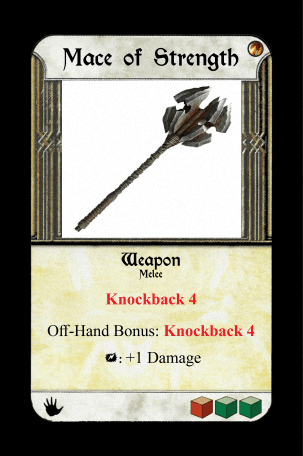 Mace of Strength
Weapon
Melee
Knockback 4
Off-Hand Bonus: Knockback 4
: +1 Damage